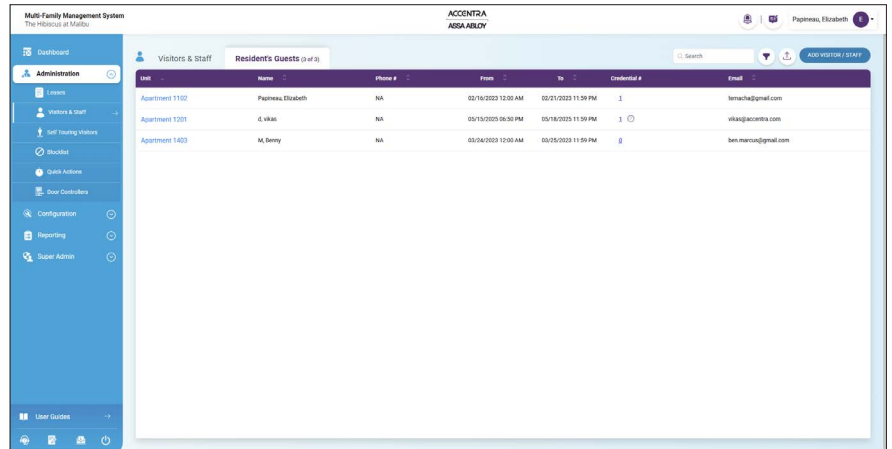 Multi-Family Management System
The Hibiscus at Malibu
ACCENTRA
ASSA ABLOY
Papineau, Elizabeth E
Dashboard
Administration
Lessees
Visitors & Staff
Self Touring Visitors
Blocklist
Quick Actions
Door Controllers
Configuration
Reporting
Super Admin
User Guides
Visitors & Staff Resident's Guests (3 of 3)
Search
ADD VISITOR / STAFF
Unit Name Phone # From To Credential # Email
Apartment 1102 Papineau, Elizabeth NA 02/16/2023 12:00 AM 02/21/2023 11:59 PM 1 temacha@gmail.com
Apartment 1201 d, vikas NA 05/15/2025 06:50 PM 05/18/2025 11:59 PM 1 vikas@accentra.com
Apartment 1403 M, Benny NA 03/24/2023 12:00 AM 03/25/2023 11:59 PM 0 ben.marcus@gmail.com